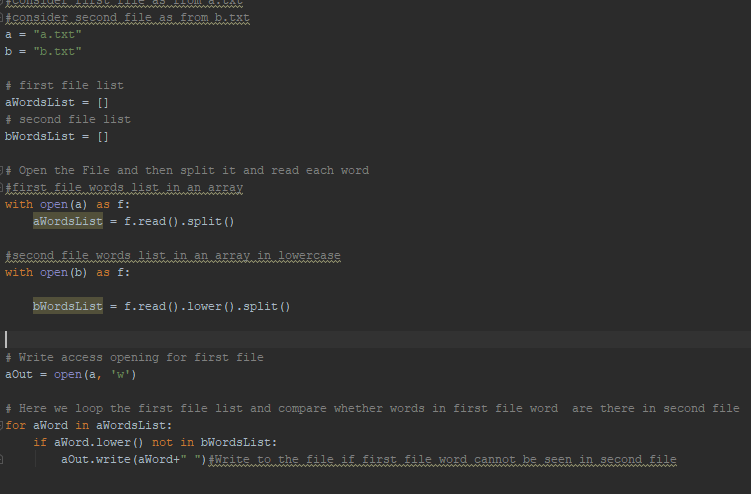 #consider first file as from a.txt
#consider second file as from b.txt
a = "a.txt"
b = "b.txt"
# first file list
aWordsList = []
# second file list
bWordsList = []
# Open the File and then split it and read each word
#first file words list in an array
with open(a) as f:
    aWordsList = f.read().split()
#second file words list in an array in lowercase
with open(b) as f:
    bWordsList = f.read().lower().split()
# Write access opening for first file
aOut = open(a, 'w')
# Here we loop the first file list and compare whether words in first file word  are there in second file
for aWord in aWordsList:
    if aWord.lower() not in bWordsList:
        aOut.write(aWord+" ")#Write to the file if first file word cannot be seen in second file